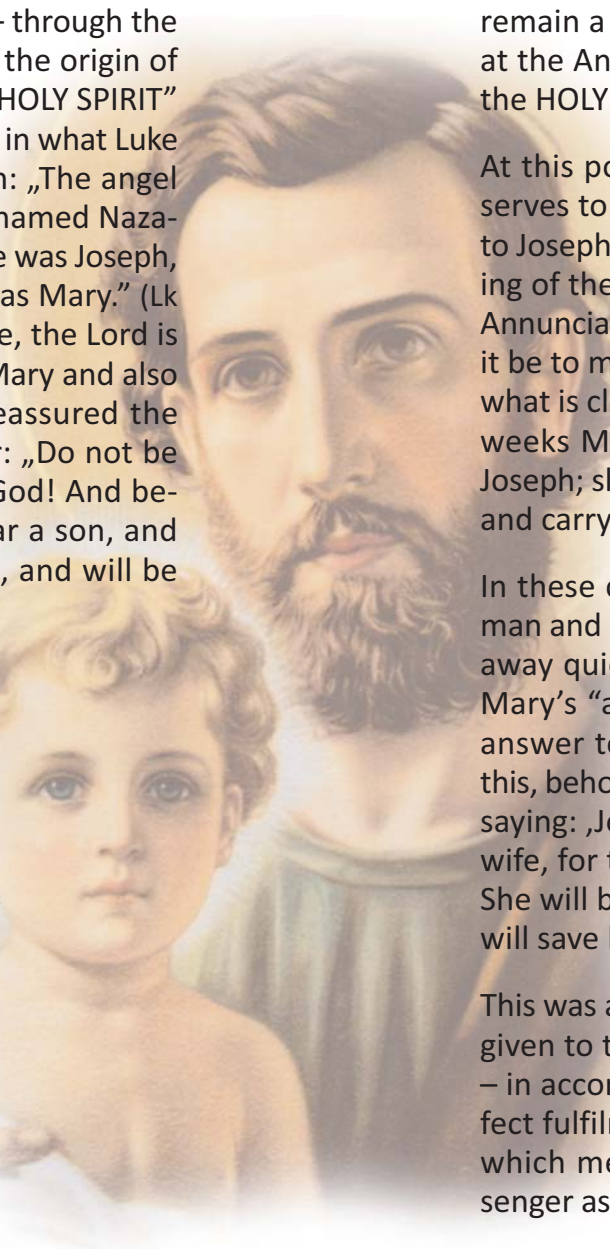 – through the
the origin of
HOLY SPIRIT”
in what Luke
n: „The angel
named Naza-
e was Joseph,
as Mary.” (Lk
e, the Lord is
Mary and also
eassured the
r: „Do not be
God! And be-
ar a son, and
, and will be
remain a
at the An
the HOLY
At this po
serves to
to Joseph
ing of the
Annuncia
it be to m
what is cl
weeks M
Joseph; sl
and carry
In these c
man and
away quie
Mary’s “a
answer to
this, beho
saying: ‚Jo
wife, for t
She will b
will save l
This was a
given to t
– in accor
fect fulfilr
which me
senger as